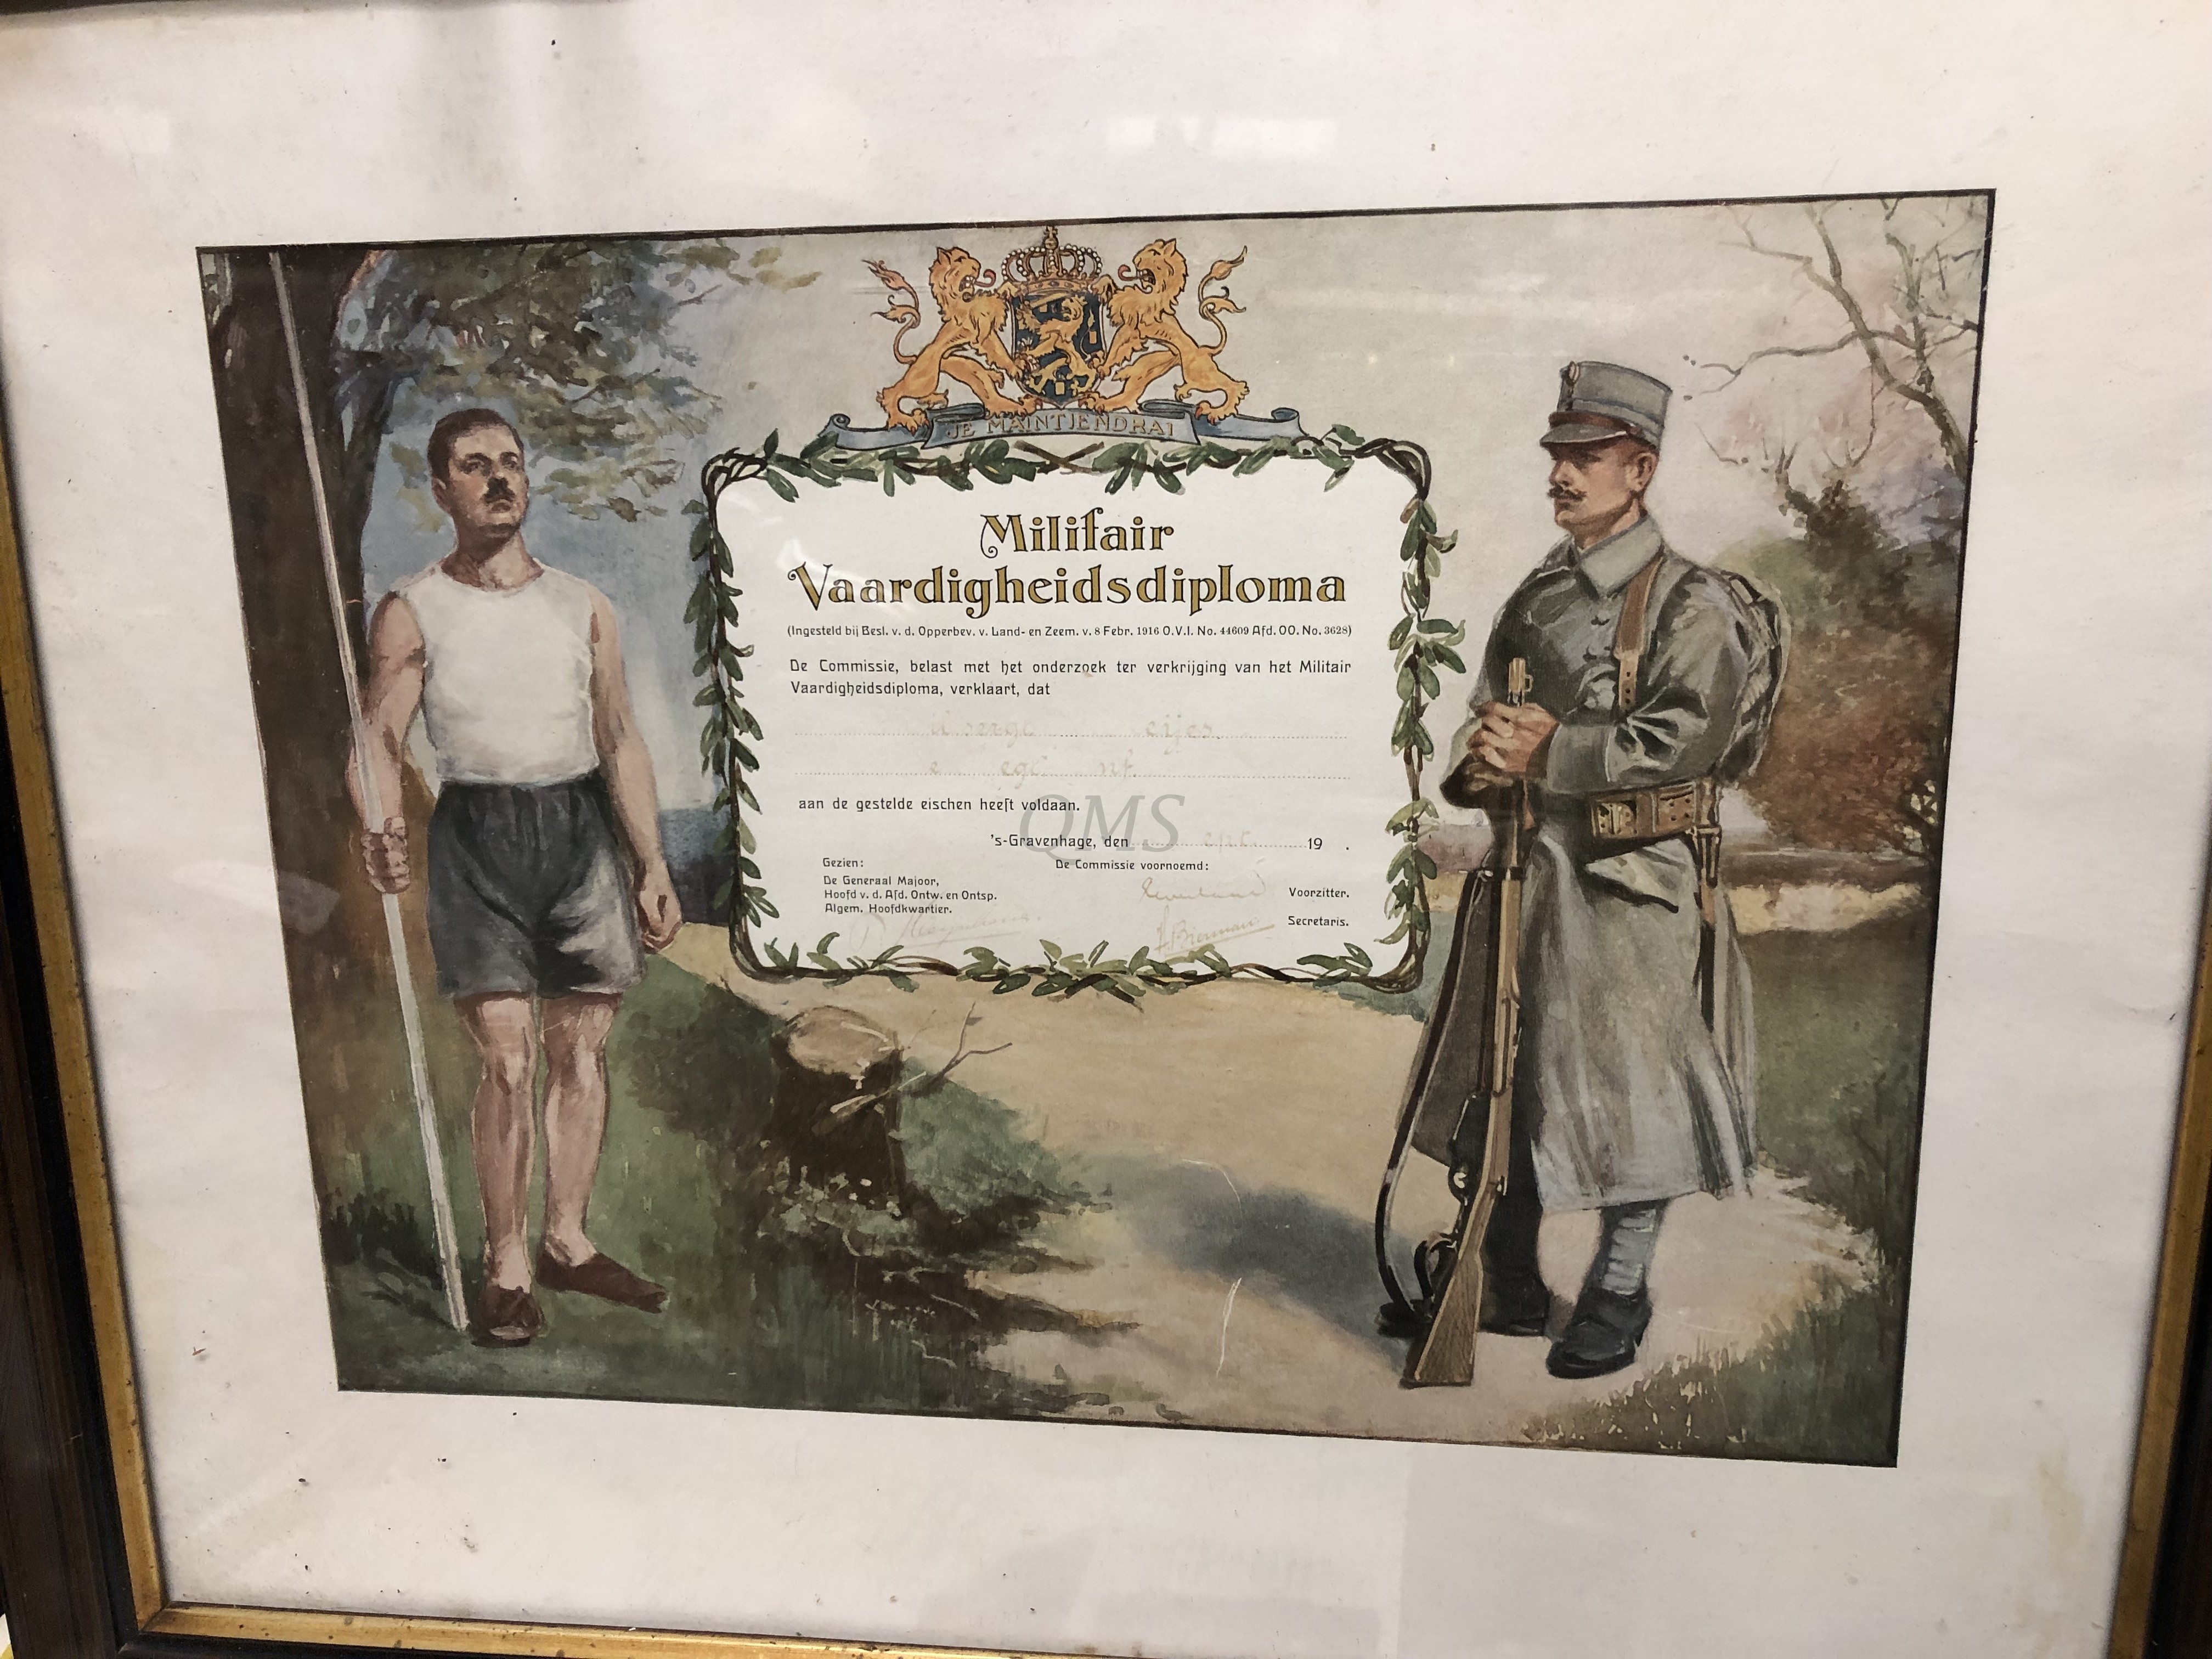 JE MAINTIENDRAI
Militair
Vaardigheidsdiploma
(Ingesteld bij Besl. v. d. Opperbev. v. Land- en Zeem. v. 8 Febr. 1916 O.V.I. No. 44609 Afd. OO. No. 3628)
De Commissie, belast met het onderzoek ter verkrijging van het Militair
Vaardigheidsdiploma, verklaart, dat
aan de gestelde eischen heeft voldaan.
QMS
's-Gravenhage, den 19 .
Gezien:
De Generaal Majoor,
Hoofd v. d. Afd. Ontw. en Ontsp.
Algem. Hoofdkwartier.
De Commissie voornoemd:
Voorzitter.
Secretaris.